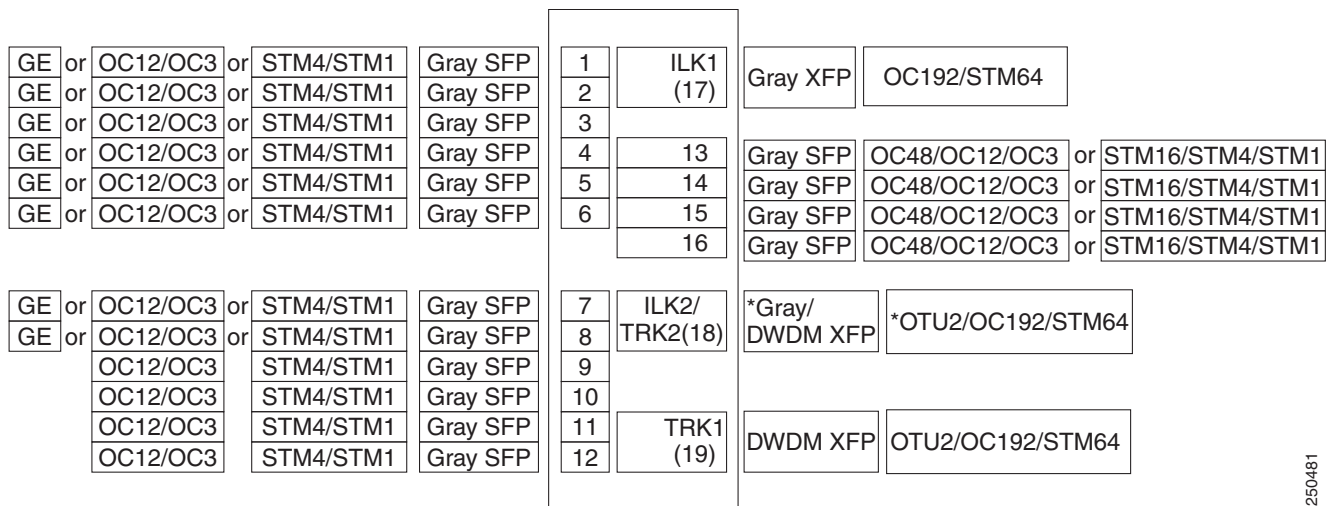 GE or OC12/OC3 or STM4/STM1 Gray SFP 1 ILK1 (17) Gray XFP OC192/STM64
GE or OC12/OC3 or STM4/STM1 Gray SFP 2
GE or OC12/OC3 or STM4/STM1 Gray SFP 3
GE or OC12/OC3 or STM4/STM1 Gray SFP 4 13 Gray SFP OC48/OC12/OC3 or STM16/STM4/STM1
GE or OC12/OC3 or STM4/STM1 Gray SFP 5 14 Gray SFP OC48/OC12/OC3 or STM16/STM4/STM1
GE or OC12/OC3 or STM4/STM1 Gray SFP 6 15 Gray SFP OC48/OC12/OC3 or STM16/STM4/STM1
16 Gray SFP OC48/OC12/OC3 or STM16/STM4/STM1
GE or OC12/OC3 or STM4/STM1 Gray SFP 7 ILK2/ *Gray/ *OTU2/OC192/STM64
GE or OC12/OC3 or STM4/STM1 Gray SFP 8 TRK2(18) DWDM XFP
OC12/OC3 STM4/STM1 Gray SFP 9
OC12/OC3 STM4/STM1 Gray SFP 10
OC12/OC3 STM4/STM1 Gray SFP 11 TRK1 (19) DWDM XFP OTU2/OC192/STM64
OC12/OC3 STM4/STM1 Gray SFP 12
250481